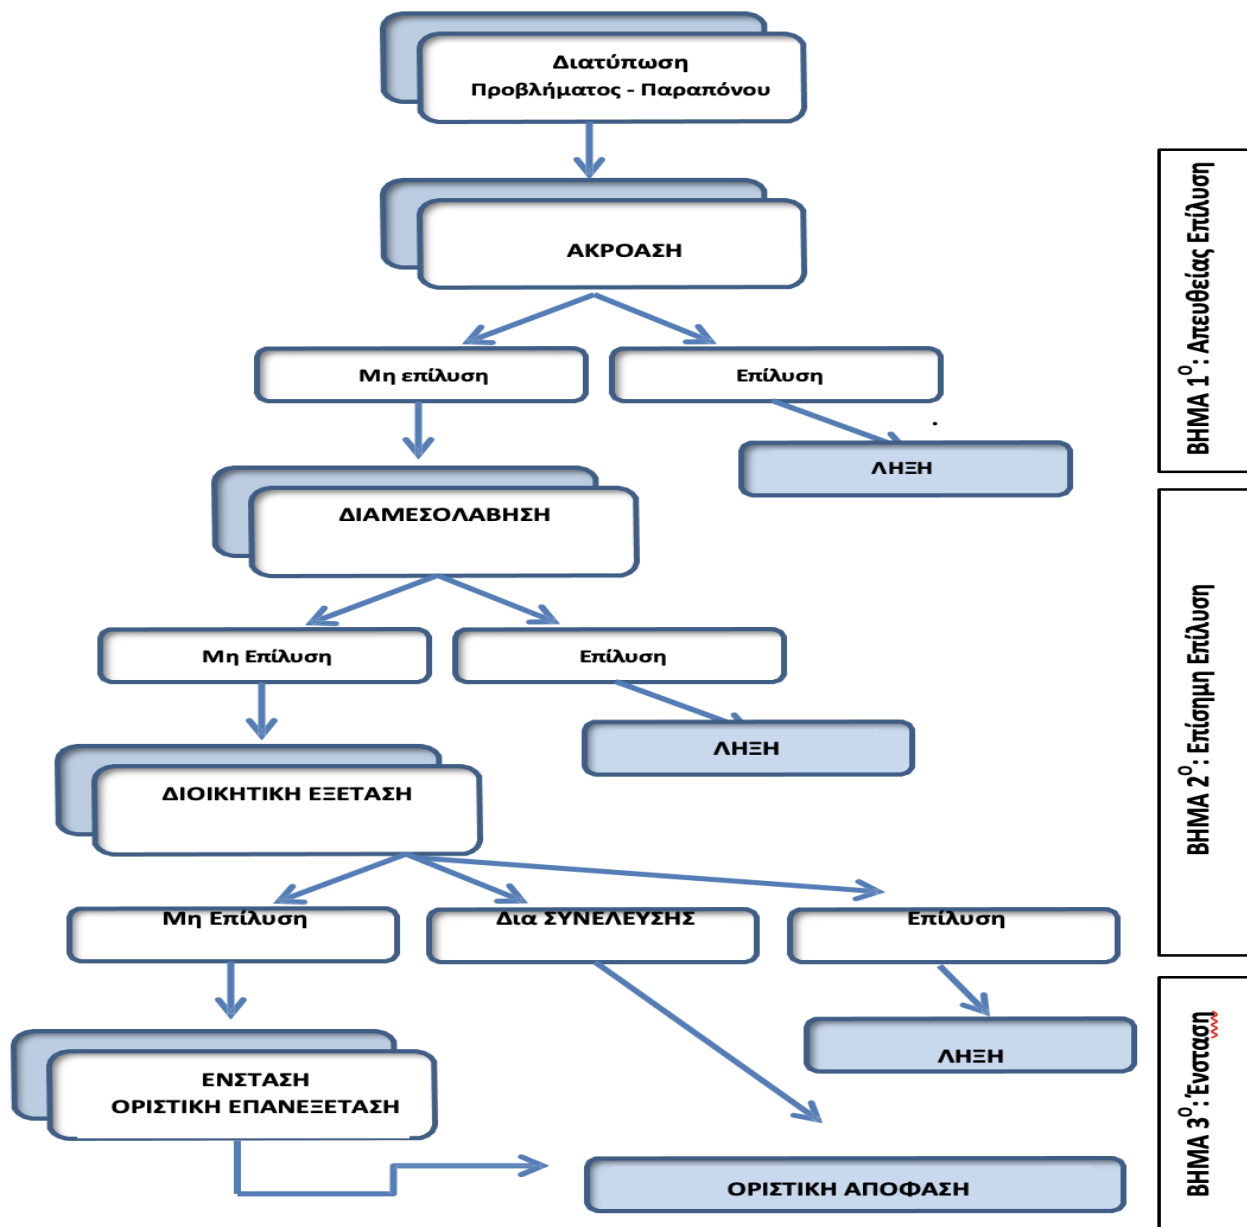 Διατύπωση
Προβλήματος - Παραπόνου
ΑΚΡΟΑΣΗ
Μη επίλυση
Επίλυση
ΛΗΞΗ
ΒΗΜΑ 1Ο: Απευθείας Επίλυση
ΔΙΑΜΕΣΟΛΑΒΗΣΗ
Μη Επίλυση
Επίλυση
ΛΗΞΗ
ΔΙΟΙΚΗΤΙΚΗ ΕΞΕΤΑΣΗ
Μη Επίλυση
Δια ΣΥΝΕΛΕΥΣΗΣ
Επίλυση
ΛΗΞΗ
ΒΗΜΑ 2Ο: Επίσημη Επίλυση
ΕΝΣΤΑΣΗ
ΟΡΙΣΤΙΚΗ ΕΠΑΝΕΞΕΤΑΣΗ
ΟΡΙΣΤΙΚΗ ΑΠΟΦΑΣΗ
ΒΗΜΑ 3Ο: Ένσταση